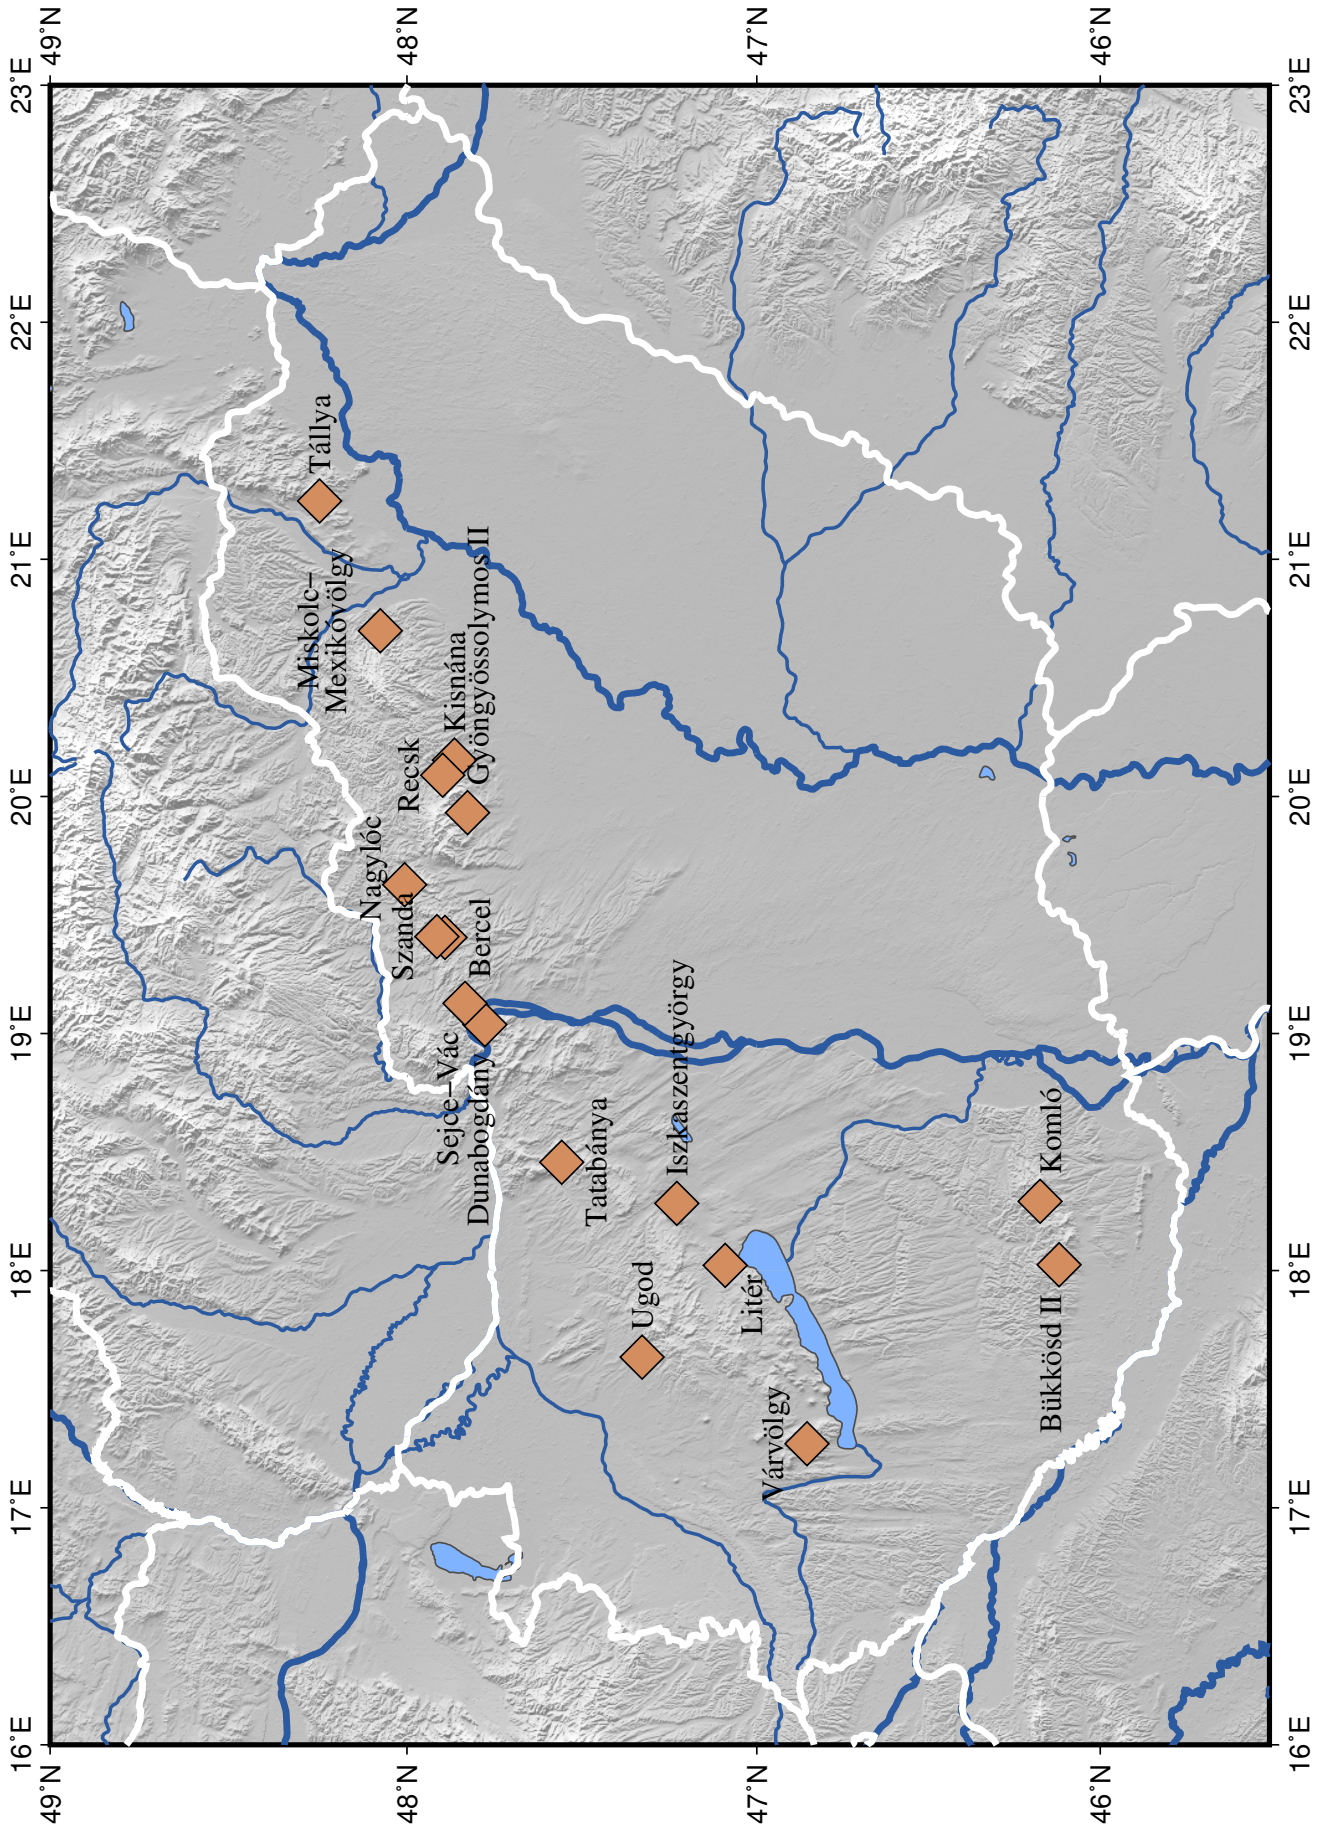 16˚E
17˚E
18˚E
19˚E
20˚E
21˚E
22˚E
23˚E
49˚N
49˚N
48˚N
48˚N
47˚N
47˚N
46˚N
46˚N
16˚E
17˚E
18˚E
19˚E
20˚E
21˚E
22˚E
23˚E
Tállya
Miskolc–
Mexikóvölgy
Nagylóc
Recsk
Szanda
Kisnána
Sejce–Vác
Bercel
Gyöngyössolymos II
Dunabogdány
Tatabánya
Ugod
Iszkaszentgyörgy
Litér
Várvölgy
Komló
Bükkösd II